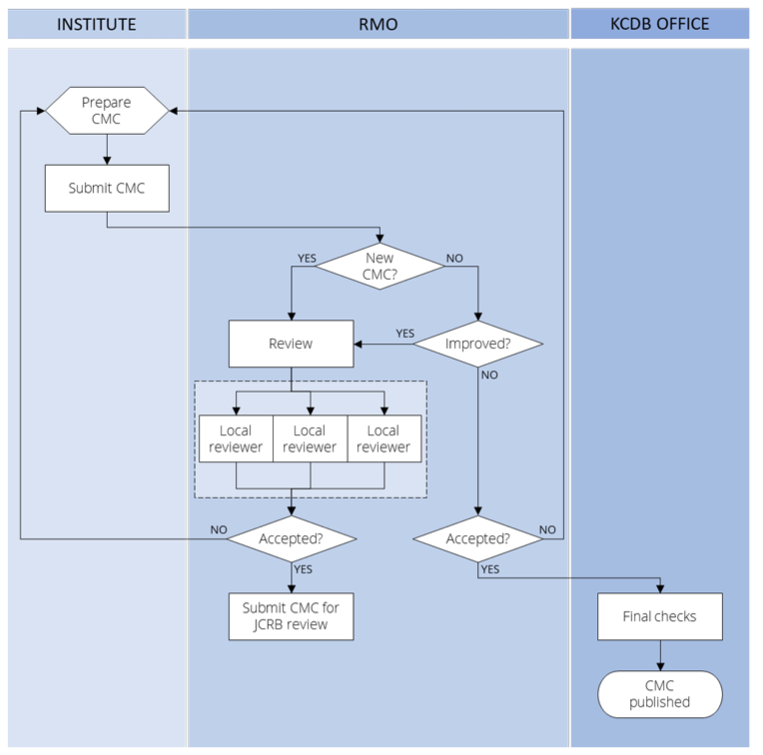 INSTITUTE
RMO
KCDB OFFICE
Prepare
CMC
Submit CMC
New
CMC?
YES
NO
Review
YES
Improved?
NO
Local
reviewer
Local
reviewer
Local
reviewer
NO
Accepted?
YES
Accepted?
NO
YES
Submit CMC for
JCRB review
Final checks
CMC
published